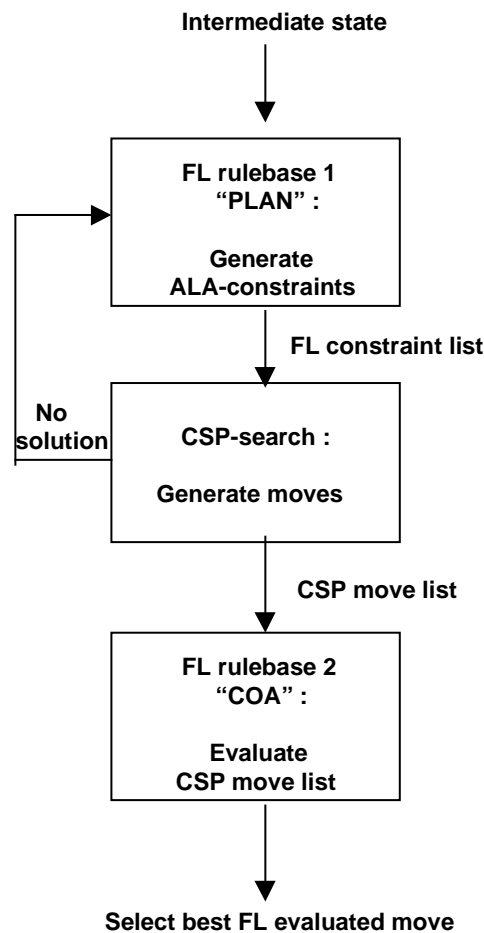 Intermediate state
FL rulebase 1
“PLAN” :
Generate
ALA-constraints
FL constraint list
No
solution
CSP-search :
Generate moves
CSP move list
FL rulebase 2
“COA” :
Evaluate
CSP move list
Select best FL evaluated move